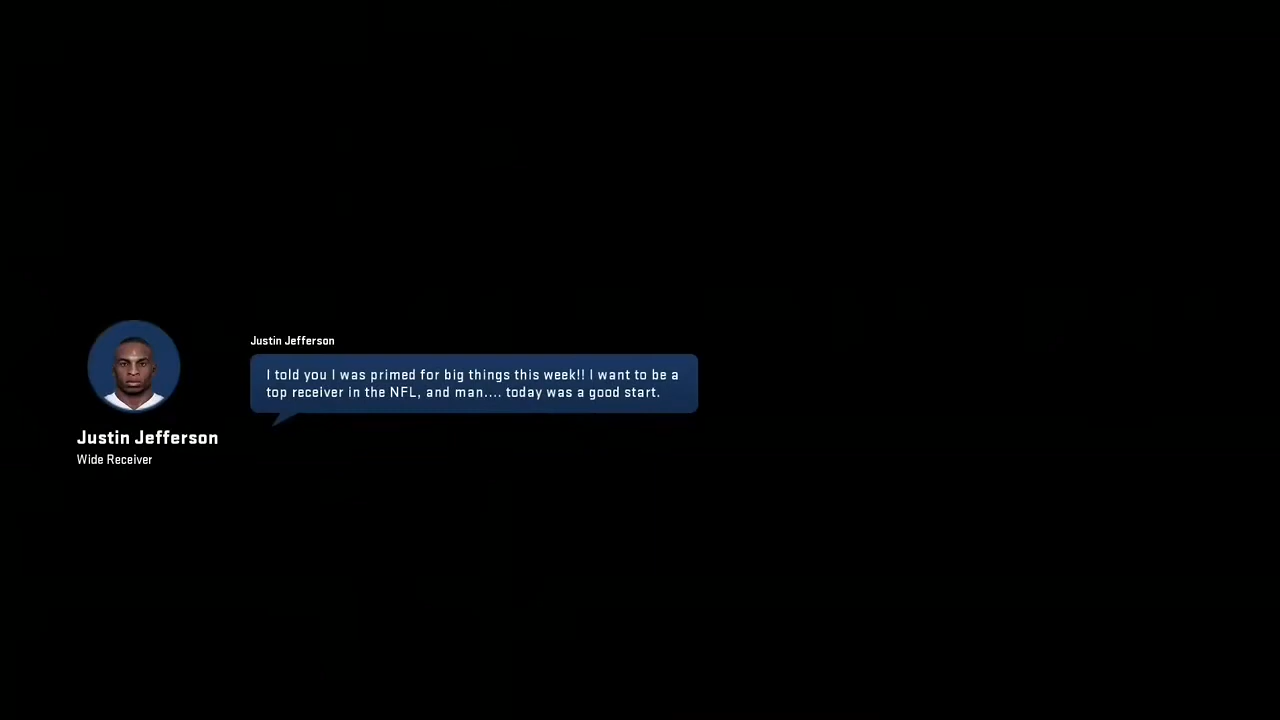 Justin Jefferson
I told you I was primed for big things this week!! I want to be a
top receiver in the NFL, and man.... today was a good start.
Justin Jefferson
Wide Receiver